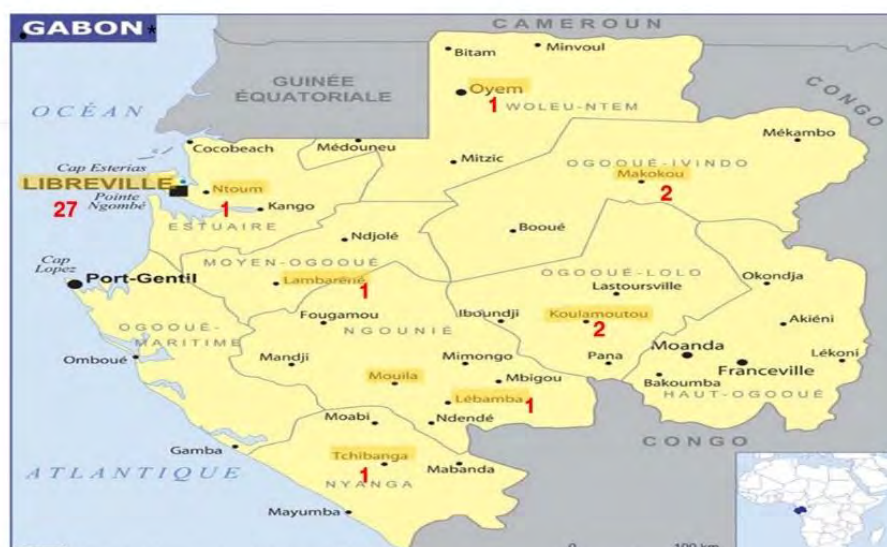 GABON*
CAMEROUN
Bitam
Minvoul
GUINÉE
ÉQUATORIALE
Oyem
1
WOLEU-NTEM
CONGO
OCÉAN
Mékambo
Cocobeach
Médouneu
Cap Esterias
Mitzic
OGOOUÉ-IVINDO
LIBREVILLE
Ntoum
Makokou
Pointe
Ngombé
27
1
Kango
2
ESTUAIRE
Booué
Ndjolé
Cap
Lopez
MOYEN-OGOOUÉ
Port-Gentil
OGOOUÉ-LOLO
Okondja
Lambaréné
1
Lastoursville
Fougamou
Iboundji
Koulamoutou
2
Akiéni
OGOOUÉ-
MARITIME
NGOUNIÉ
Omboué
Mandji
Mimongo
Pana
Moanda
Lékoni
Franceville
Mouila
Mbigou
Bakoumba
HAUT-OGOOUÉ
Lébamba
1
Moabi
Ndendé
Gamba
CONGO
Tchibanga
1
Mabanda
ATLANTIQUE
NYANGA
Mayumba
0
100 km